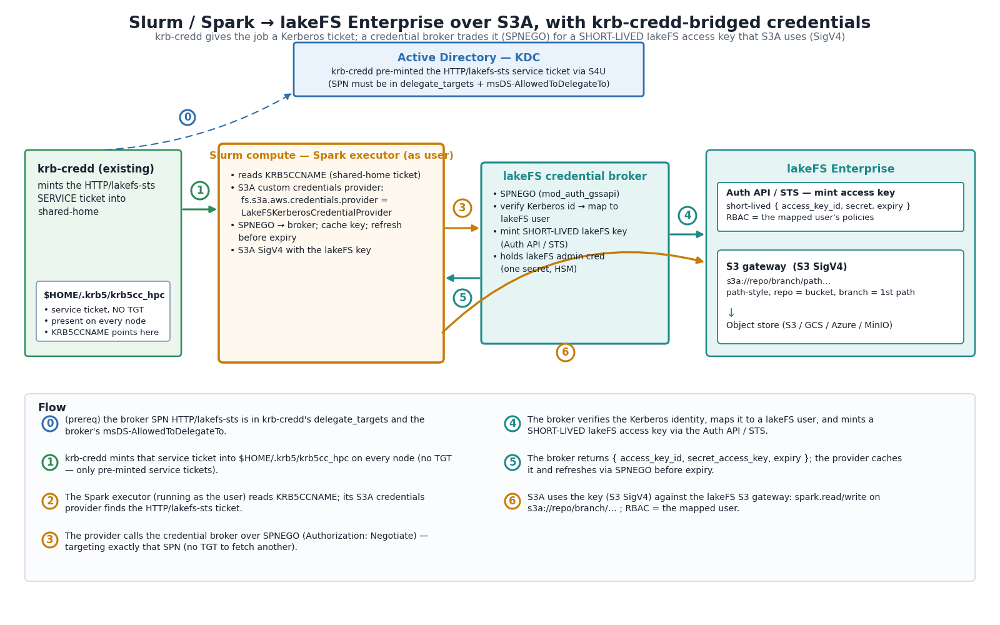 Slurm / Spark → lakeFS Enterprise over S3A, with krb-credd-bridged credentials
krb-credd gives the job a Kerberos ticket; a credential broker trades it (SPNEGO) for a SHORT-LIVED lakeFS access key that S3A uses (SigV4)
Active Directory — KDC
krb-credd pre-minted the HTTP/lakefs-sts service ticket via S4U
(SPN must be in delegate_targets + msDS-AllowedToDelegateTo)
0
krb-credd (existing)
mints the HTTP/lakefs-sts
SERVICE ticket into
shared-home
$HOME/.krb5/krb5cc_hpc
• service ticket, NO TGT
• present on every node
• KRB5CCNAME points here
1
Slurm compute — Spark executor (as user)
• reads KRB5CCNAME (shared-home ticket)
• S3A custom credentials provider:
fs.s3a.aws.credentials.provider =
LakeFSKerberosCredentialProvider
• SPNEGO → broker; cache key; refresh
before expiry
• S3A SigV4 with the lakeFS key
3
5
lakeFS credential broker
• SPNEGO (mod_auth_gssapi)
• verify Kerberos id → map to
lakeFS user
• mint SHORT-LIVED lakeFS key
(Auth API / STS)
• holds lakeFS admin cred
(one secret, HSM)
6
4
lakeFS Enterprise
Auth API / STS — mint access key
short-lived { access_key_id, secret, expiry }
RBAC = the mapped user's policies
S3 gateway  (S3 SigV4)
s3a://repo/branch/path…
path-style; repo = bucket, branch = 1st path
↓
Object store (S3 / GCS / Azure / MinIO)
Flow
0 (prereq) the broker SPN HTTP/lakefs-sts is in krb-credd's delegate_targets and the
broker's msDS-AllowedToDelegateTo.
1 krb-credd mints that service ticket into $HOME/.krb5/krb5cc_hpc on every node (no TGT
— only pre-minted service tickets).
2 The Spark executor (running as the user) reads KRB5CCNAME; its S3A credentials
provider finds the HTTP/lakefs-sts ticket.
3 The provider calls the credential broker over SPNEGO (Authorization: Negotiate) —
targeting exactly that SPN (no TGT to fetch another).
4 The broker verifies the Kerberos identity, maps it to a lakeFS user, and mints a
SHORT-LIVED lakeFS access key via the Auth API / STS.
5 The broker returns { access_key_id, secret_access_key, expiry }; the provider caches
it and refreshes via SPNEGO before expiry.
6 S3A uses the key (S3 SigV4) against the lakeFS S3 gateway: spark.read/write on
s3a://repo/branch/… ; RBAC = the mapped user.